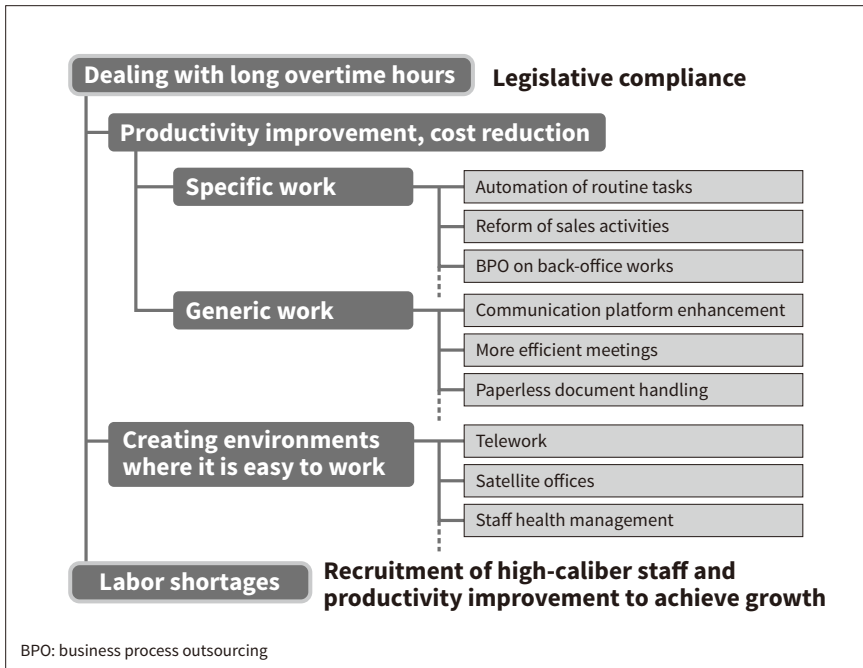 Dealing with long overtime hours
Legislative compliance
Productivity improvement, cost reduction
Specific work
Automation of routine tasks
Reform of sales activities
BPO on back-office works
Generic work
Communication platform enhancement
More efficient meetings
Paperless document handling
Creating environments
where it is easy to work
Telework
Satellite offices
Staff health management
Labor shortages
Recruitment of high-caliber staff and
productivity improvement to achieve growth
BPO: business process outsourcing